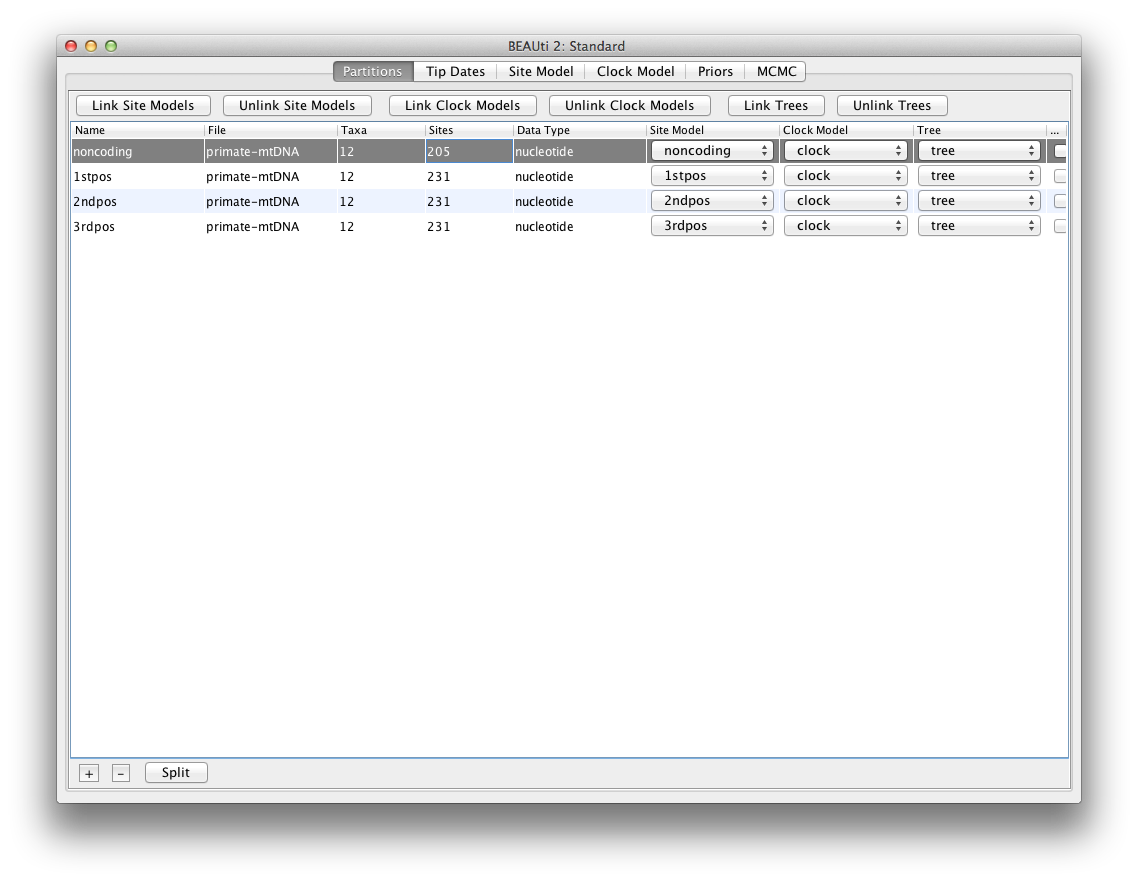 BEAUti 2: Standard
Partitions Tip Dates Site Model Clock Model Priors MCMC
Link Site Models Unlink Site Models Link Clock Models Unlink Clock Models Link Trees Unlink Trees
Name File Taxa Sites Data Type Site Model Clock Model Tree ...
noncoding primate-mtDNA 12 205 nucleotide noncoding clock tree
1stpos primate-mtDNA 12 231 nucleotide 1stpos clock tree
2ndpos primate-mtDNA 12 231 nucleotide 2ndpos clock tree
3rdpos primate-mtDNA 12 231 nucleotide 3rdpos clock tree
+ - Split